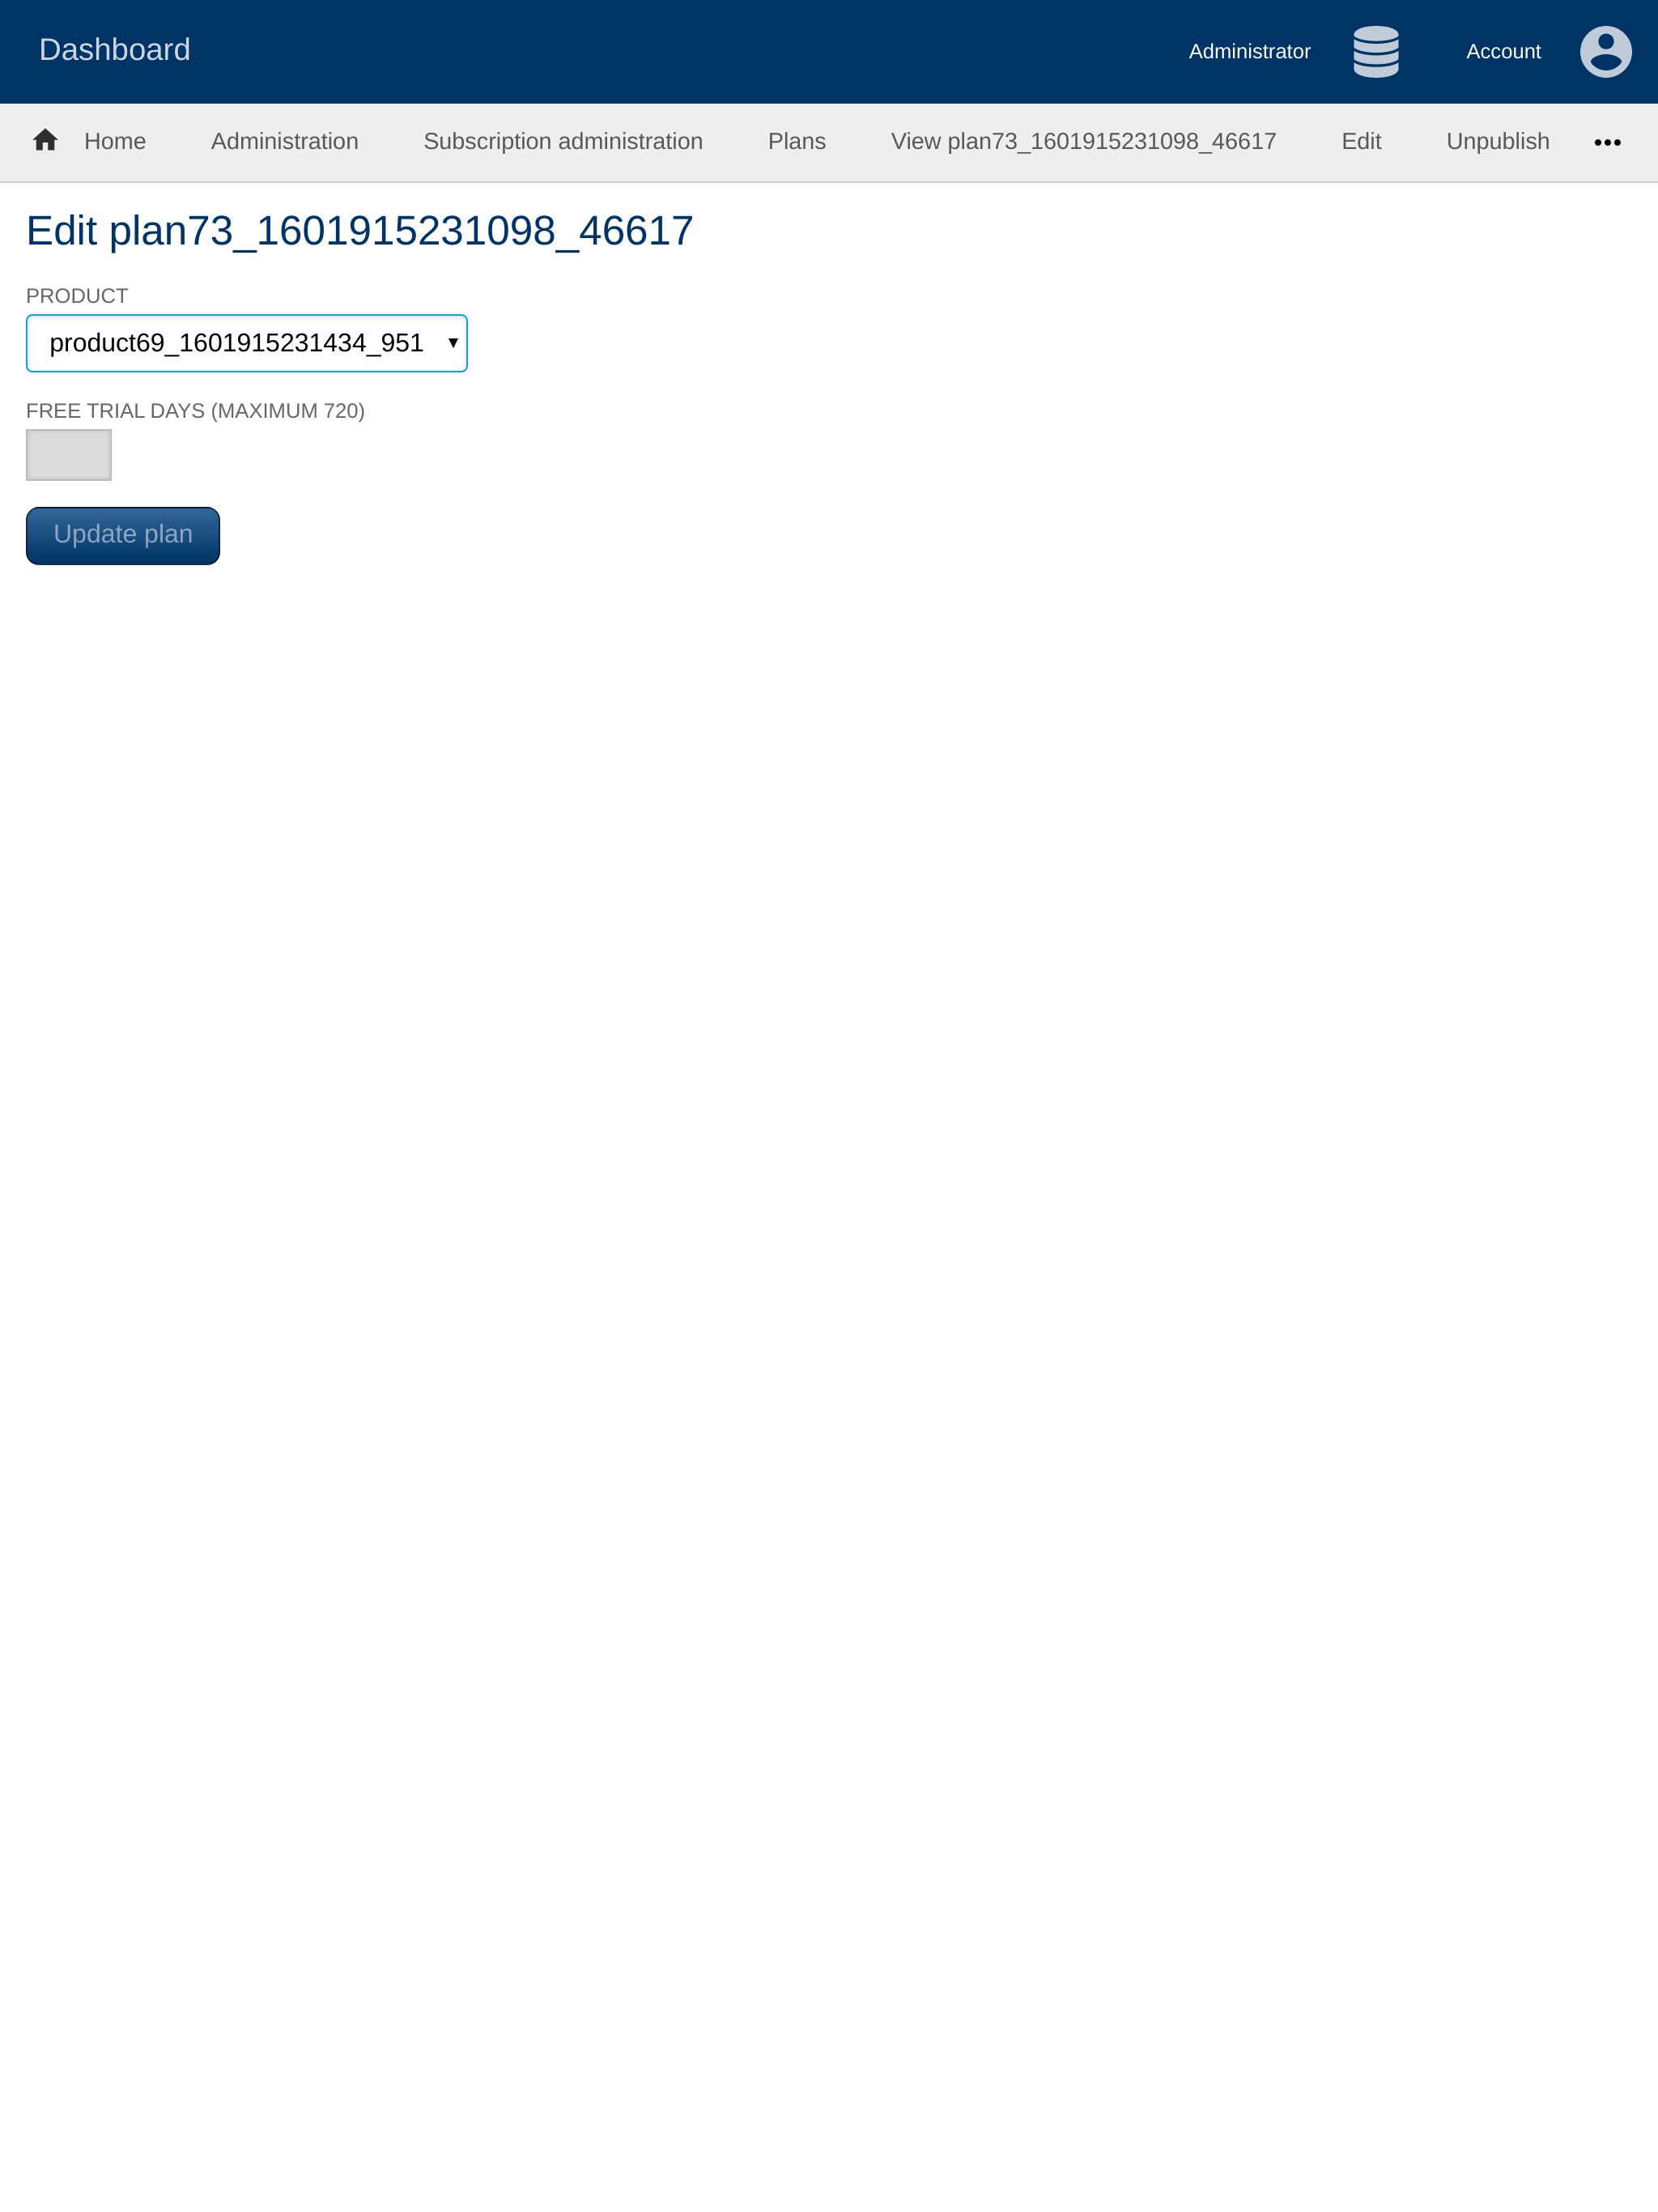 Dashboard
Administrator
Account
Home Administration Subscription administration Plans View plan73_1601915231098_46617 Edit Unpublish •••
Edit plan73_1601915231098_46617
PRODUCT
product69_1601915231434_951
FREE TRIAL DAYS (MAXIMUM 720)
Update plan